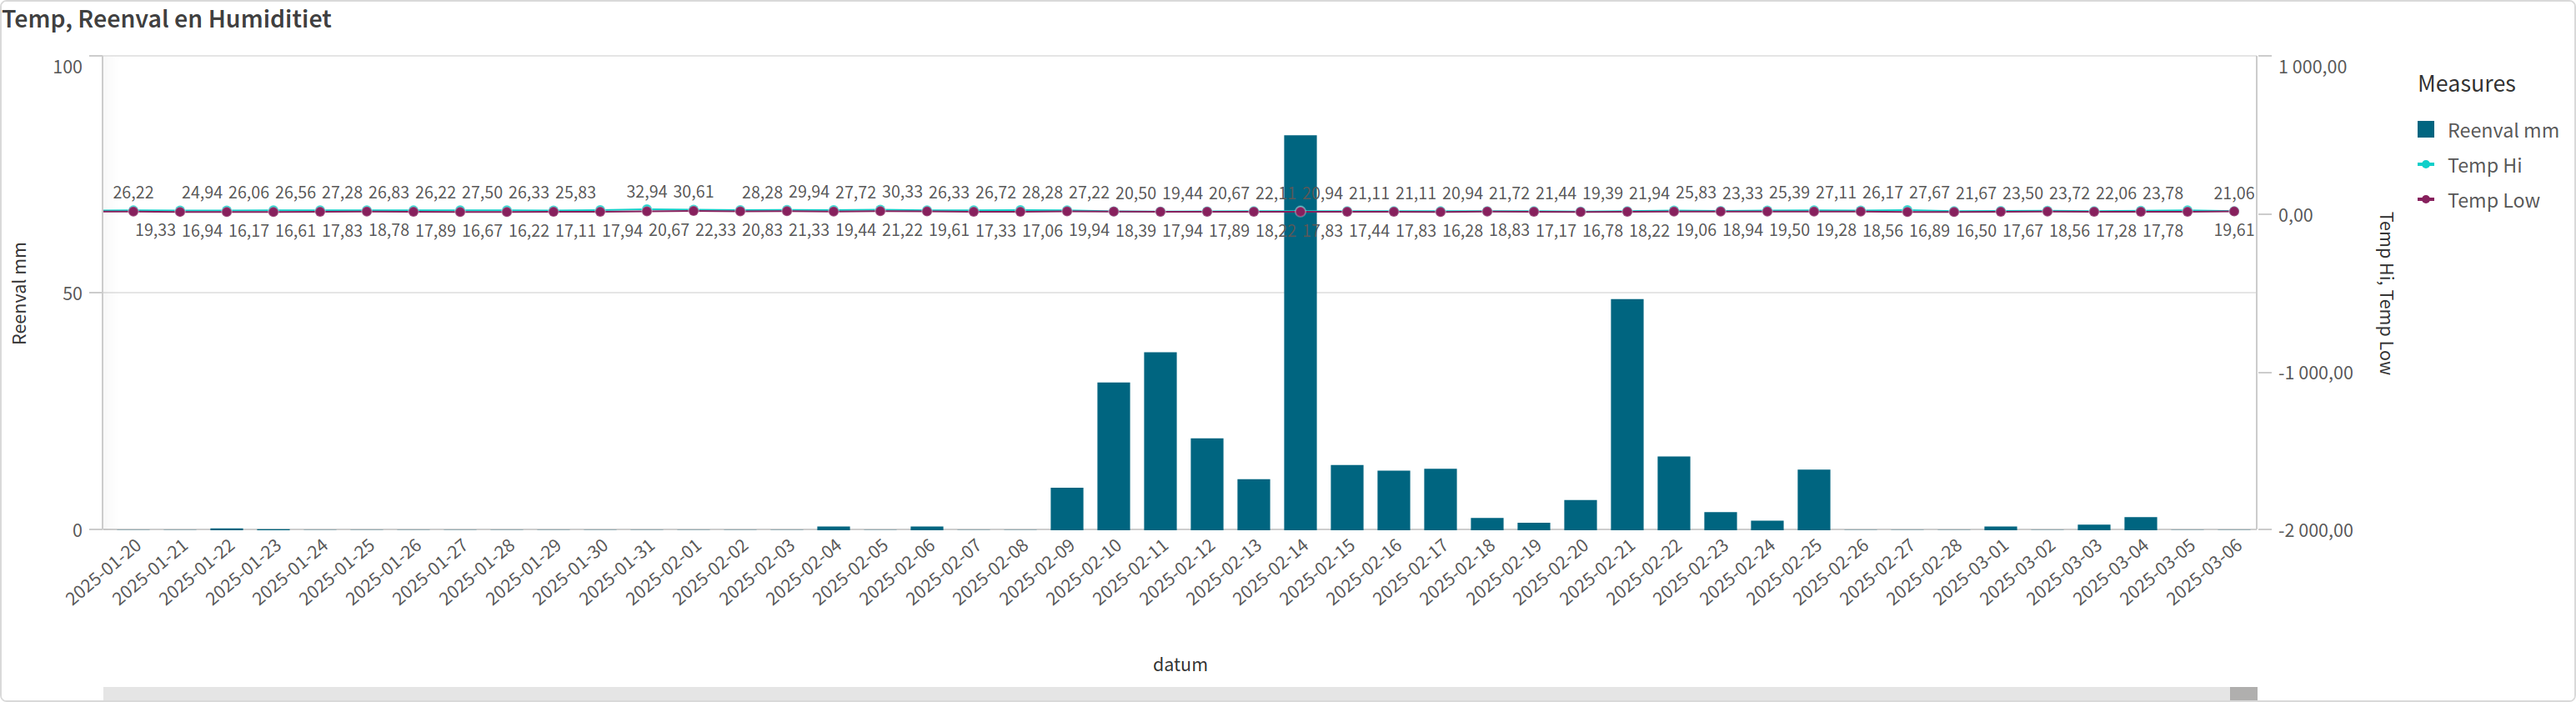 Temp, Reenval en Humiditiet
100
50
0
Reenval mm
1 000,00
0,00
-1 000,00
-2 000,00
Temp Hi, Temp Low
Measures
Reenval mm
Temp Hi
Temp Low
26,22 24,94 26,06 26,56 27,28 26,83 26,22 27,50 26,33 25,83 32,94 30,61 28,28 29,94 27,72 30,33 26,33 26,72 28,28 27,22 20,50 19,44 20,67 22,11 20,94 21,11 21,11 20,94 21,72 21,44 19,39 21,94 25,83 23,33 25,39 27,11 26,17 27,67 21,67 23,50 23,72 22,06 23,78 21,06
19,33 16,94 16,17 16,61 17,83 18,78 17,89 16,67 16,22 17,11 17,94 20,67 22,33 20,83 21,33 19,44 21,22 19,61 17,33 17,06 19,94 18,39 17,94 17,89 18,22 17,83 17,44 17,83 16,28 18,83 17,17 16,78 18,22 19,06 18,94 19,50 19,28 18,56 16,89 16,50 17,67 18,56 17,28 17,78 19,61
2025-01-20 2025-01-21 2025-01-22 2025-01-23 2025-01-24 2025-01-25 2025-01-26 2025-01-27 2025-01-28 2025-01-29 2025-01-30 2025-01-31 2025-02-01 2025-02-02 2025-02-03 2025-02-04 2025-02-05 2025-02-06 2025-02-07 2025-02-08 2025-02-09 2025-02-10 2025-02-11 2025-02-12 2025-02-13 2025-02-14 2025-02-15 2025-02-16 2025-02-17 2025-02-18 2025-02-19 2025-02-20 2025-02-21 2025-02-22 2025-02-23 2025-02-24 2025-02-25 2025-02-26 2025-02-27 2025-02-28 2025-03-01 2025-03-02 2025-03-03 2025-03-04 2025-03-05 2025-03-06
datum